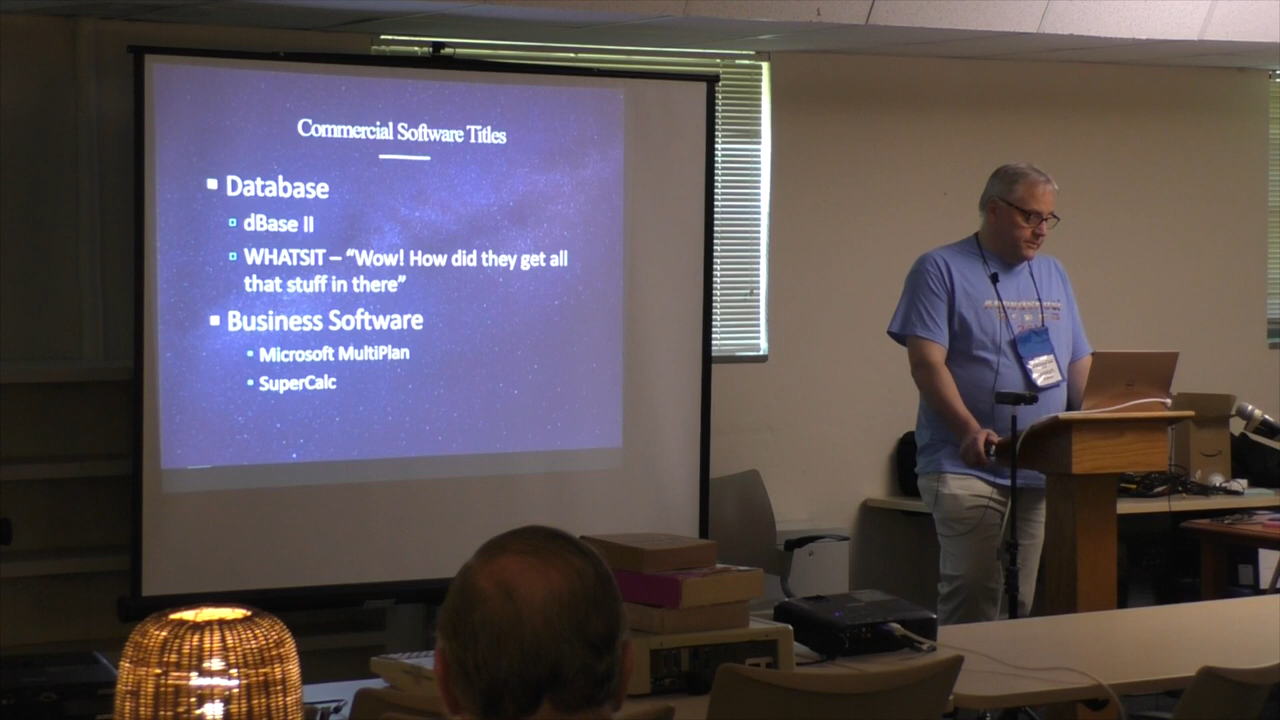 Commercial Software Titles
Database
dBase II
WHATSIT – “Wow! How did they get all
that stuff in there”
Business Software
Microsoft MultiPlan
SuperCalc